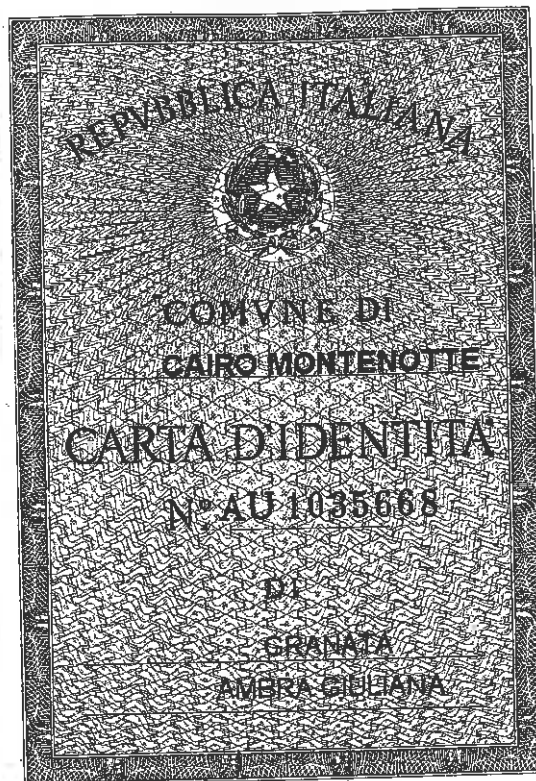 REPVBBLICA ITALIANA
COMVNE DI
CAIRO MONTENOTTE
CARTA D'IDENTITA'
N° AU 1035668
DI
GRANATA
AMBRA GIULIANA